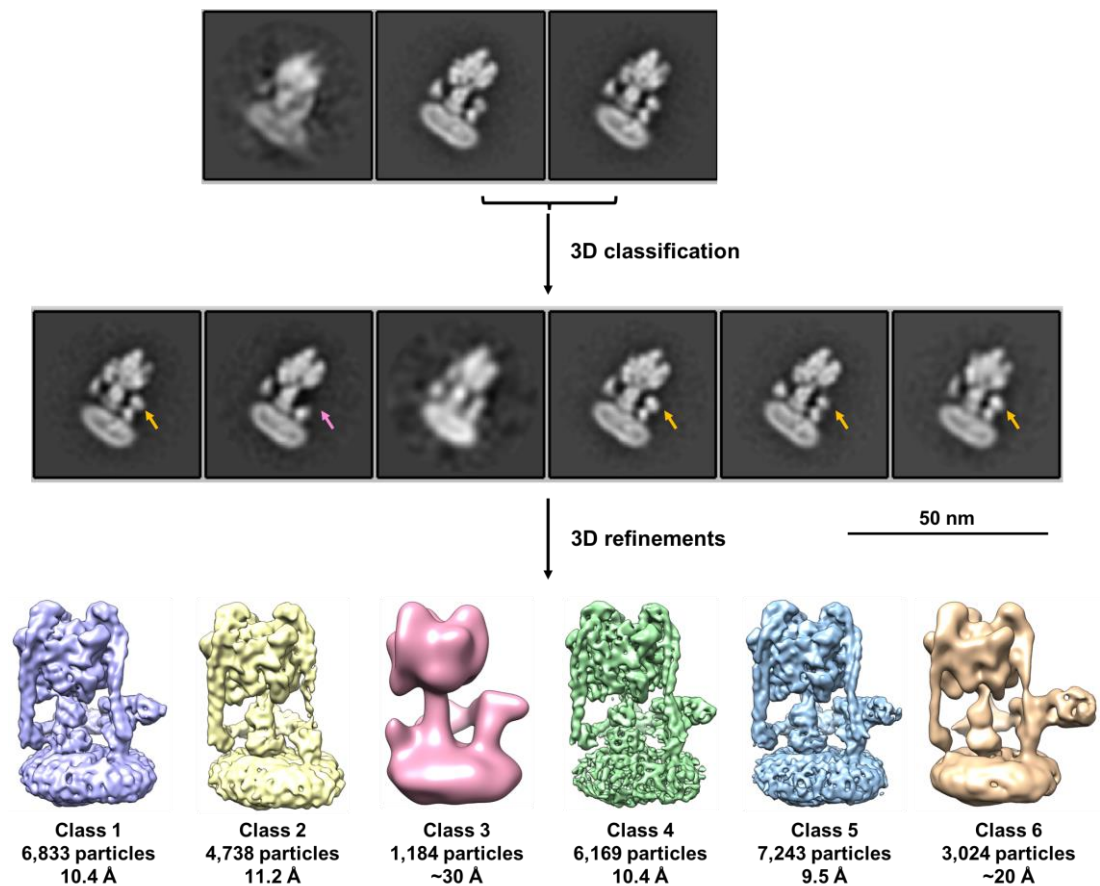 3D classification
50 nm
3D refinements
Class 1
6,833 particles
10.4 Å
Class 2
4,738 particles
11.2 Å
Class 3
1,184 particles
~30 Å
Class 4
6,169 particles
10.4 Å
Class 5
7,243 particles
9.5 Å
Class 6
3,024 particles
~20 Å